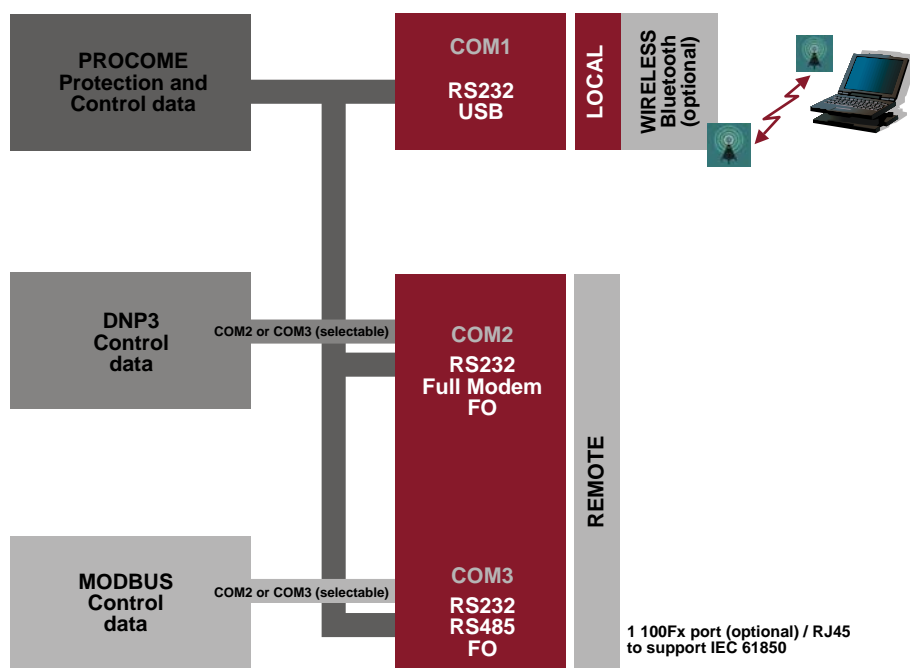 PROCOME
Protection and
Control data
COM1
RS232
USB
LOCAL
WIRELESS
Bluetooth
(optional)
DNP3
Control
data
COM2 or COM3 (selectable)
COM2
RS232
Full Modem
FO
REMOTE
MODBUS
Control
data
COM2 or COM3 (selectable)
COM3
RS232
RS485
FO
1 100Fx port (optional) / RJ45
to support IEC 61850